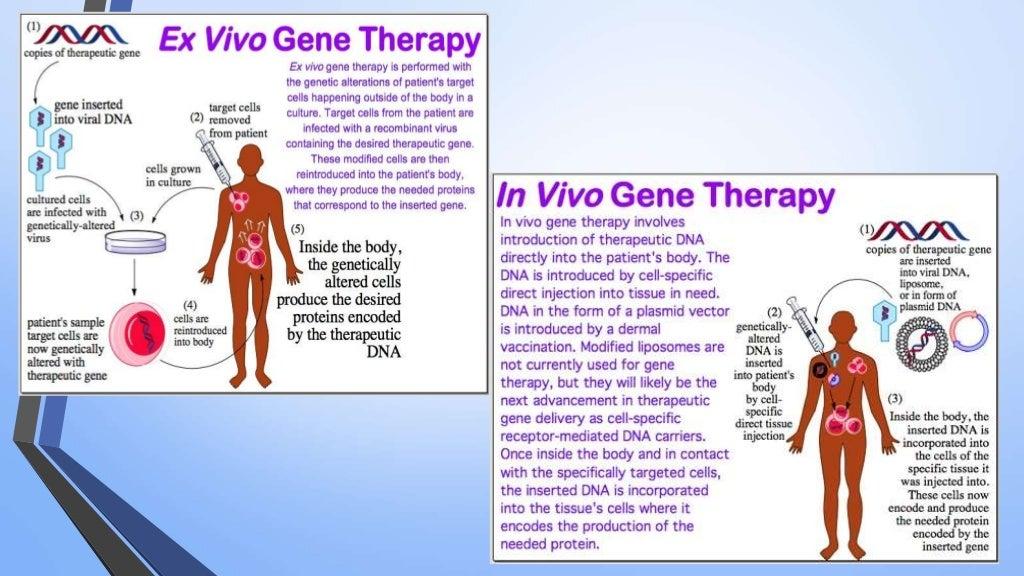 Ex Vivo Gene Therapy
(1)
copies of therapeutic gene
gene inserted
into viral DNA
Ex vivo gene therapy is performed with
the genetic alterations of patient's target
cells happening outside of the body in a
culture. Target cells from the patient are
infected with a recombinant virus
containing the desired therapeutic gene.
These modified cells are then
reintroduced into the patient's body,
where they produce the needed proteins
that correspond to the inserted gene.
(2) target cells
removed
from patient
cells grown
in culture
cultured cells
are infected with
genetically-altered
virus
(3)
(4)
cells are
reintroduced
into body
patient's sample
target cells are
now genetically
altered with
therapeutic gene
(5)
Inside the body,
the genetically
altered cells
produce the desired
proteins encoded
by the therapeutic
DNA
In Vivo Gene Therapy
In vivo gene therapy involves
introduction of therapeutic DNA
directly into the patient's body. The
DNA is introduced by cell-specific
direct injection into tissue in need.
DNA in the form of a plasmid vector
is introduced by a dermal
vaccination. Modified liposomes are
not currently used for gene
therapy, but they will likely be the
next advancement in therapeutic
gene delivery as cell-specific
receptor-mediated DNA carriers.
Once inside the body and in contact
with the specifically targeted cells,
the inserted DNA is incorporated
into the tissue's cells where it
encodes the production of the
needed protein.
(1)
copies of therapeutic gene
are inserted
into viral DNA,
liposome,
or in form of
plasmid DNA
(2)
genetically-
altered
DNA is
inserted
into patient's
body
by cell-
specific
direct tissue
injection
(3)
Inside the body, the
inserted DNA is
incorporated into
the cells of the
specific tissue it
was injected into.
These cells now
encode and produce
the needed protein
encoded by the
inserted gene